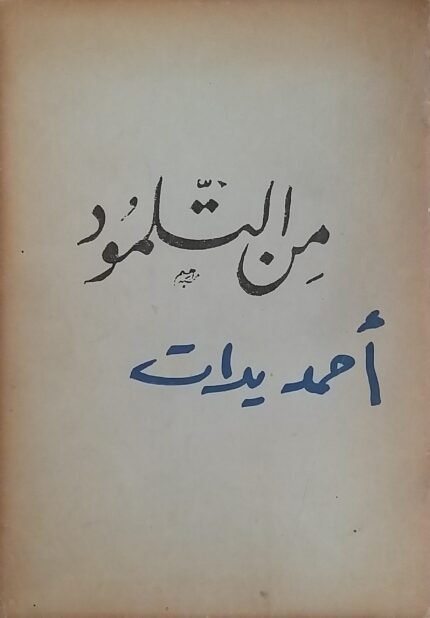 مِن التّلمُود
أحمد يدات